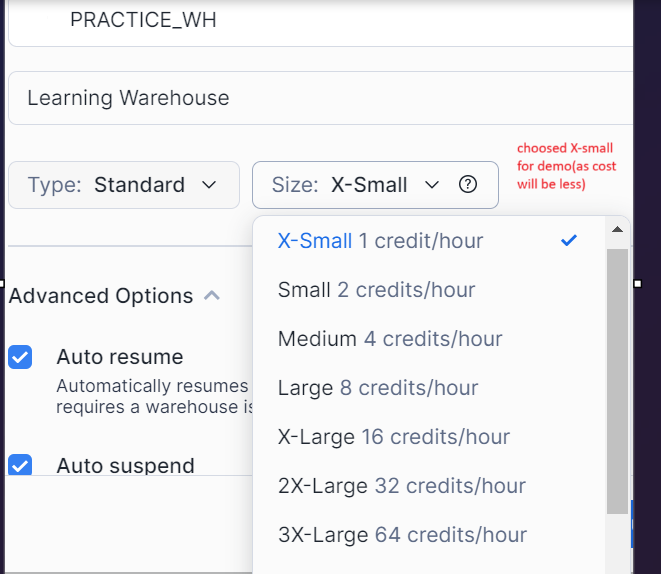 PRACTICE_WH
Learning Warehouse
Type: Standard
Size: X-Small
choosed X-small
for demo(as cost
will be less)
X-Small 1 credit/hour
Small 2 credits/hour
Medium 4 credits/hour
Large 8 credits/hour
X-Large 16 credits/hour
2X-Large 32 credits/hour
3X-Large 64 credits/hour
Advanced Options
Auto resume
Automatically resumes
requires a warehouse is
Auto suspend